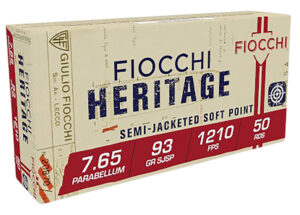 GIULIO FIOCCHI
FIOCCHI
FIOCCHI
HERITAGE
SEMI-JACKETED SOFT POINT
7.65
PARABELLUM
93
GR SJSP
1210
FPS
50
RDS